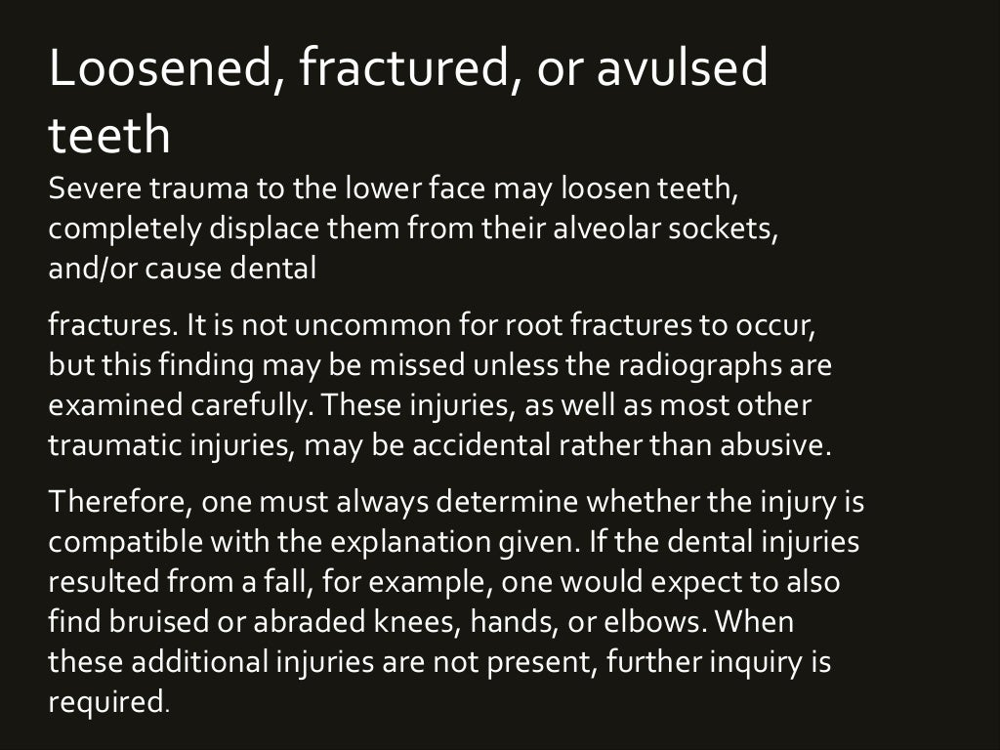 Loosened, fractured, or avulsed
teeth
Severe trauma to the lower face may loosen teeth,
completely displace them from their alveolar sockets,
and/or cause dental
fractures. It is not uncommon for root fractures to occur,
but this finding may be missed unless the radiographs are
examined carefully. These injuries, as well as most other
traumatic injuries, may be accidental rather than abusive.
Therefore, one must always determine whether the injury is
compatible with the explanation given. If the dental injuries
resulted from a fall, for example, one would expect to also
find bruised or abraded knees, hands, or elbows. When
these additional injuries are not present, further inquiry is
required.